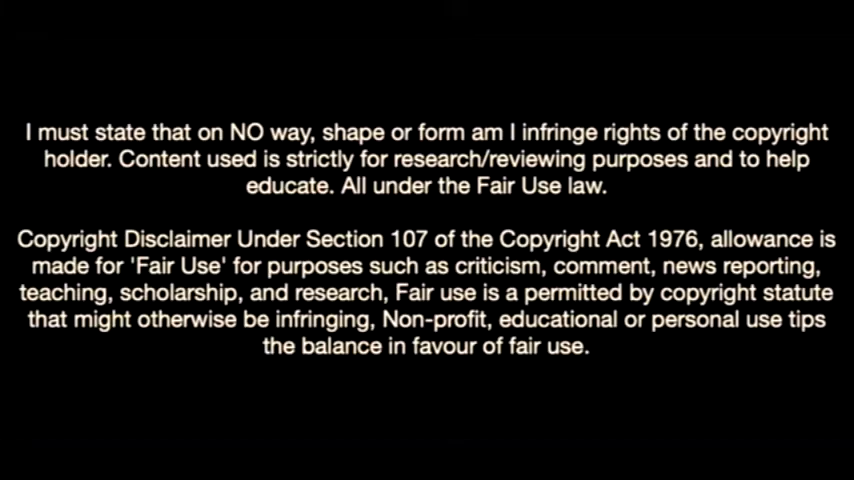 I must state that on NO way, shape or form am I infringe rights of the copyright
holder. Content used is strictly for research/reviewing purposes and to help
educate. All under the Fair Use law.
Copyright Disclaimer Under Section 107 of the Copyright Act 1976, allowance is
made for 'Fair Use' for purposes such as criticism, comment, news reporting,
teaching, scholarship, and research, Fair use is a permitted by copyright statute
that might otherwise be infringing, Non-profit, educational or personal use tips
the balance in favour of fair use.